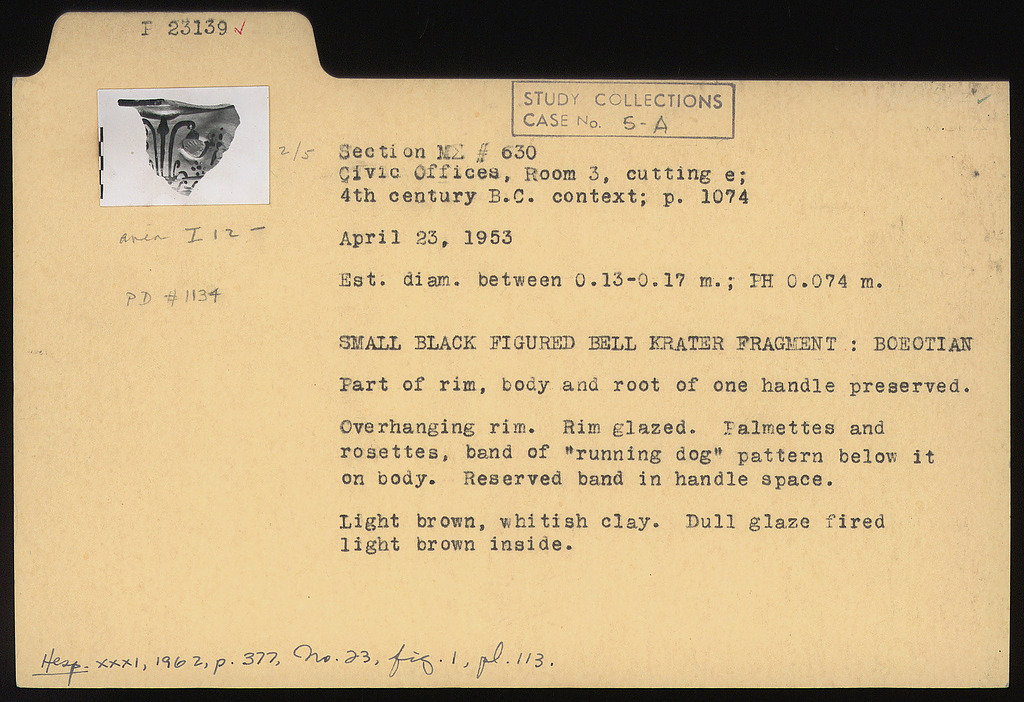 P 23139 ✓
STUDY COLLECTIONS
CASE No. 5-A
2/5
Section ME # 630
Civic Offices, Room 3, cutting e;
4th century B.C. context; p. 1074
area I 12 -
April 23, 1953
PD #1134
Est. diam. between 0.13-0.17 m.; PH 0.074 m.
SMALL BLACK FIGURED BELL KRATER FRAGMENT : BOEOTIAN
Part of rim, body and root of one handle preserved.
Overhanging rim. Rim glazed. Palmettes and
rosettes, band of "running dog" pattern below it
on body. Reserved band in handle space.
Light brown, whitish clay. Dull glaze fired
light brown inside.
Hesp. XXXI, 1962, p. 377, No. 23, fig. 1, pl. 113.